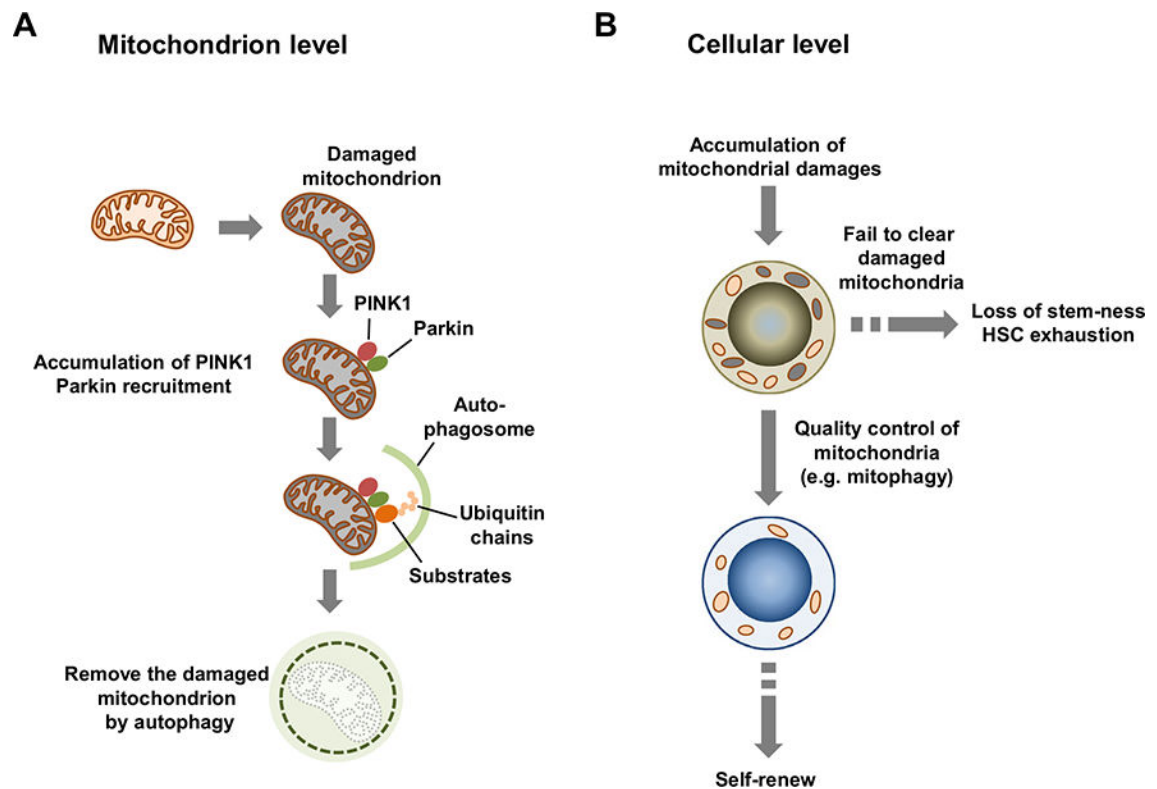 A
Mitochondrion level
Damaged
mitochondrion
PINK1
Parkin
Accumulation of PINK1
Parkin recruitment
Auto-
phagosome
Ubiquitin
chains
Substrates
Remove the damaged
mitochondrion
by autophagy
B
Cellular level
Accumulation of
mitochondrial damages
Fail to clear
damaged
mitochondria
Loss of stem-ness
HSC exhaustion
Quality control of
mitochondria
(e.g. mitophagy)
Self-renew